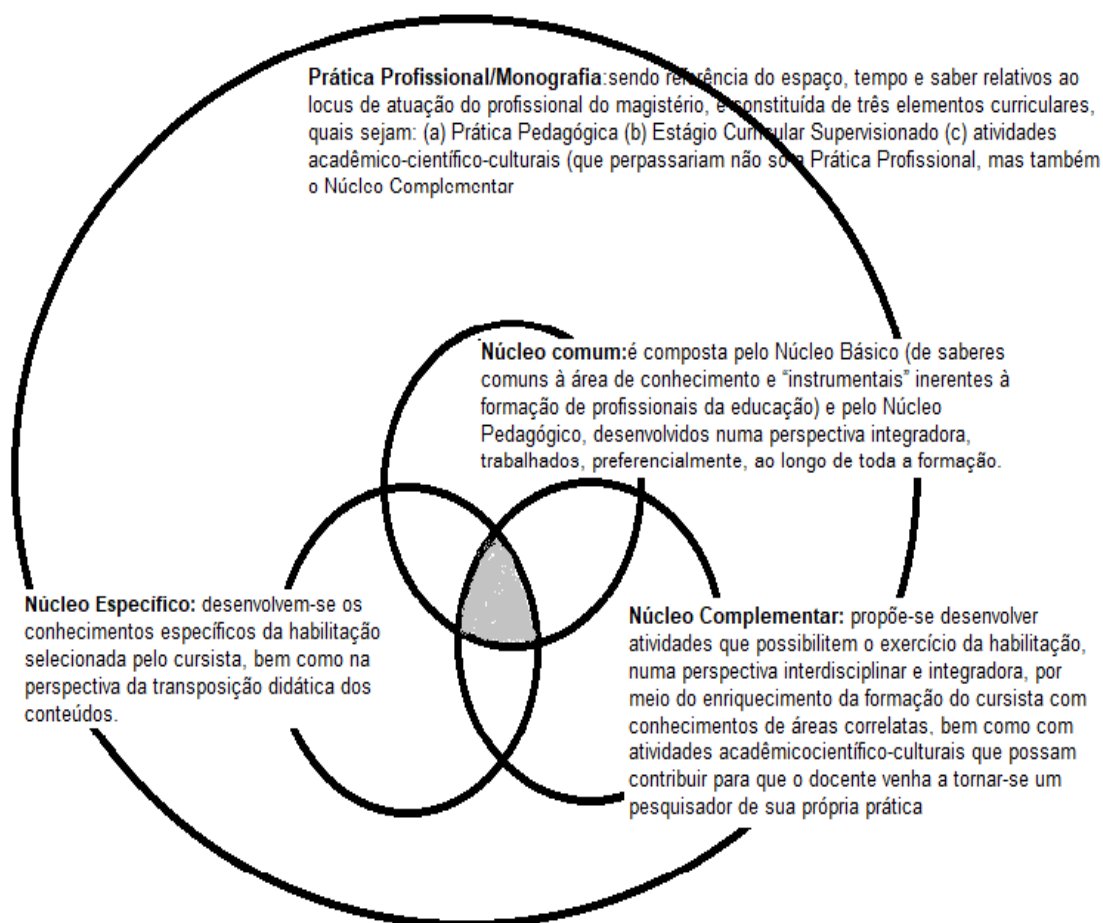 Prática Profissional/Monografia:sendo referência do espaço, tempo e saber relativos ao
locus de atuação do profissional do magistério, é constituída de três elementos curriculares,
quais sejam: (a) Prática Pedagógica (b) Estágio Curricular Supervisionado (c) atividades
acadêmico-científico-culturais (que perpassariam não só a Prática Profissional, mas também
o Núcleo Complementar
Núcleo comum:é composta pelo Núcleo Básico (de saberes
comuns à área de conhecimento e “instrumentais” inerentes à
formação de profissionais da educação) e pelo Núcleo
Pedagógico, desenvolvidos numa perspectiva integradora,
trabalhados, preferencialmente, ao longo de toda a formação.
Núcleo Específico: desenvolvem-se os
conhecimentos específicos da habilitação
selecionada pelo cursista, bem como na
perspectiva da transposição didática dos
conteúdos.
Núcleo Complementar: propõe-se desenvolver
atividades que possibilitem o exercício da habilitação,
numa perspectiva interdisciplinar e integradora, por
meio do enriquecimento da formação do cursista com
conhecimentos de áreas correlatas, bem como com
atividades acadêmicocientífico-culturais que possam
contribuir para que o docente venha a tornar-se um
pesquisador de sua própria prática